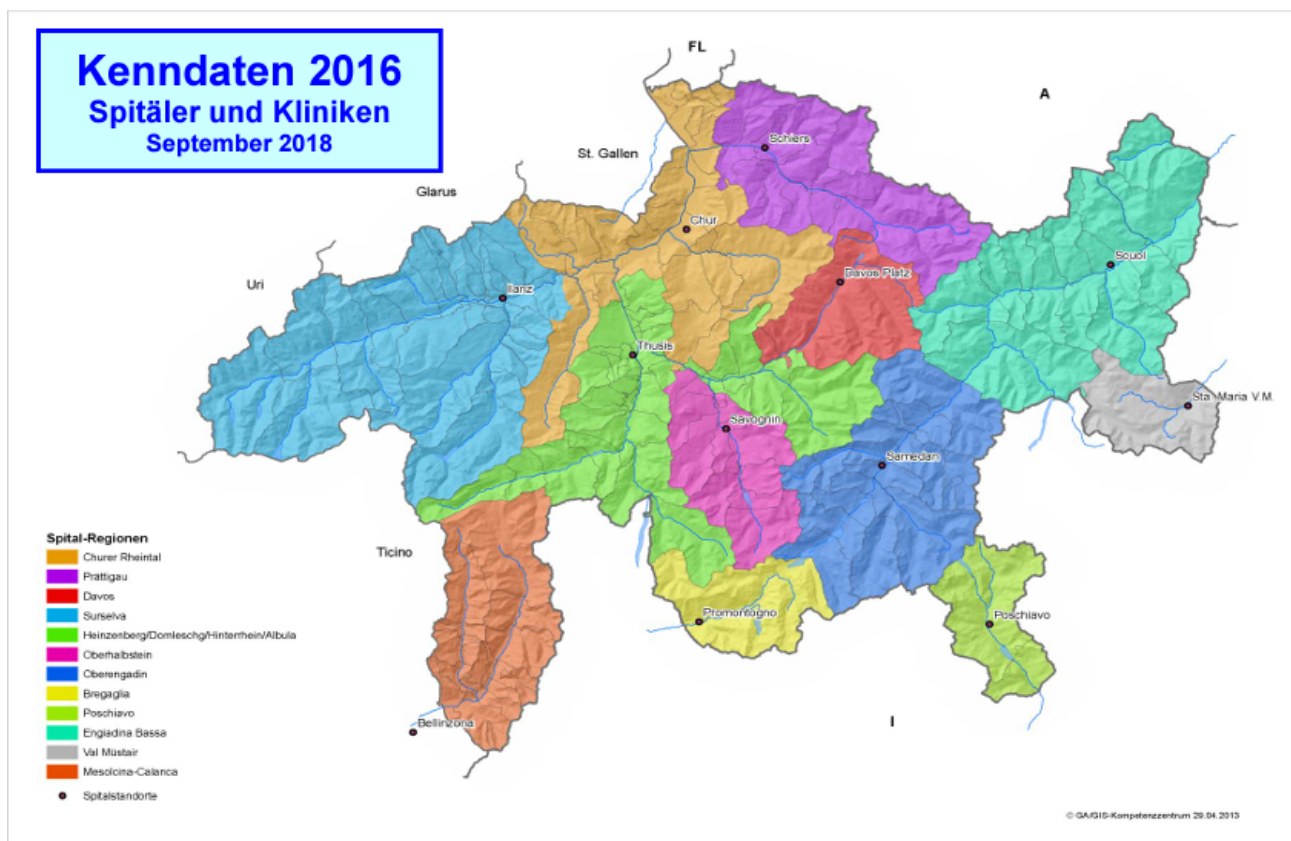 Kenndaten 2016
Spitäler und Kliniken
September 2018
FL
A
St. Gallen
Schiers
Glarus
Chur
Scuol
Uri
Davos Platz
Ilanz
Thusis
Sta. Maria V.M.
Savognin
Samedan
Ticino
Promontogno
Poschiavo
Bellinzona
I
Spital-Regionen
Churer Rheintal
Prättigau
Davos
Surselva
Heinzenberg/Domleschg/Hinterrhein/Albula
Oberhalbstein
Oberengadin
Bregaglia
Poschiavo
Engiadina Bassa
Val Müstair
Mesolcina-Calanca
Spitalstandorte
© GA/GIS-Kompetenzzentrum 29.04.2013